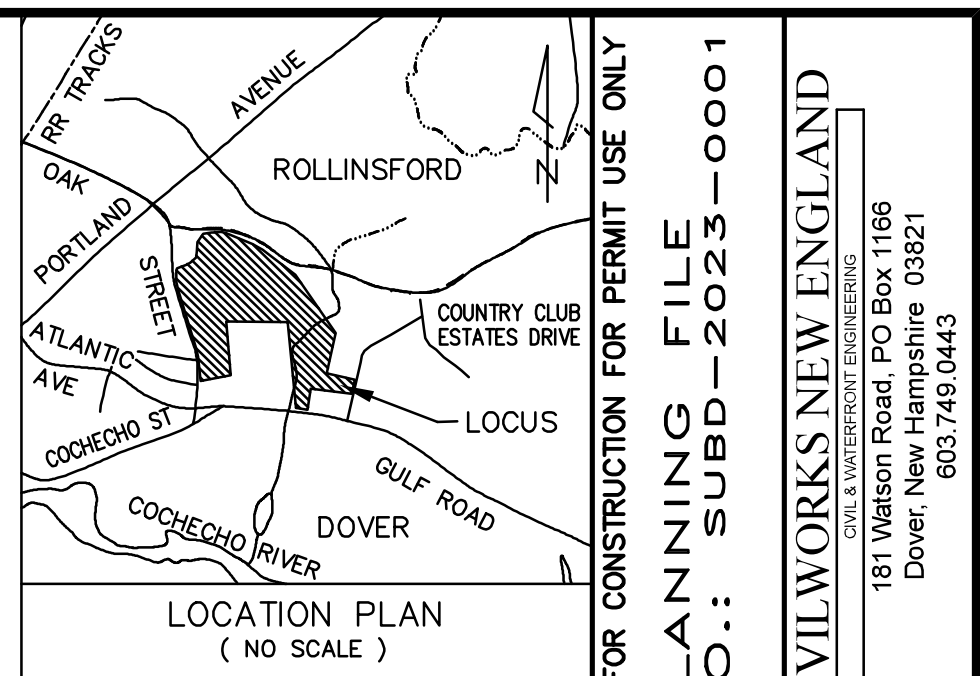 RR TRACKS
AVENUE
OAK
PORTLAND
ROLLINSFORD
N
STREET
ATLANTIC
AVE
COUNTRY CLUB
ESTATES DRIVE
LOCUS
COCHECHO ST
GULF ROAD
COCHECHO RIVER
DOVER
LOCATION PLAN
( NO SCALE )
FOR CONSTRUCTION FOR PERMIT USE ONLY
FILE
SUBD-2023-0001
NEW ENGLAND
CIVIL & WATERFRONT ENGINEERING
181 Watson Road, PO Box 1166
Dover, New Hampshire 03821
603.749.0443